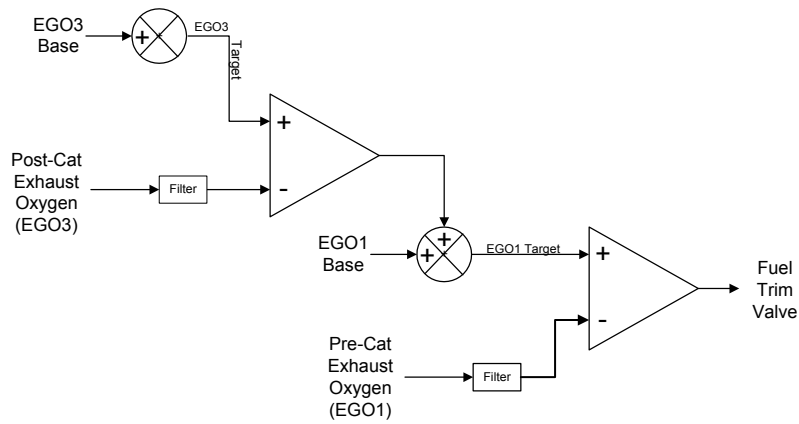 EGO3
Base
+
EGO3
Target
+
-
Post-Cat
Exhaust
Oxygen
(EGO3)
Filter
EGO1
Base
+
+
EGO1 Target
+
-
Fuel
Trim
Valve
Pre-Cat
Exhaust
Oxygen
(EGO1)
Filter